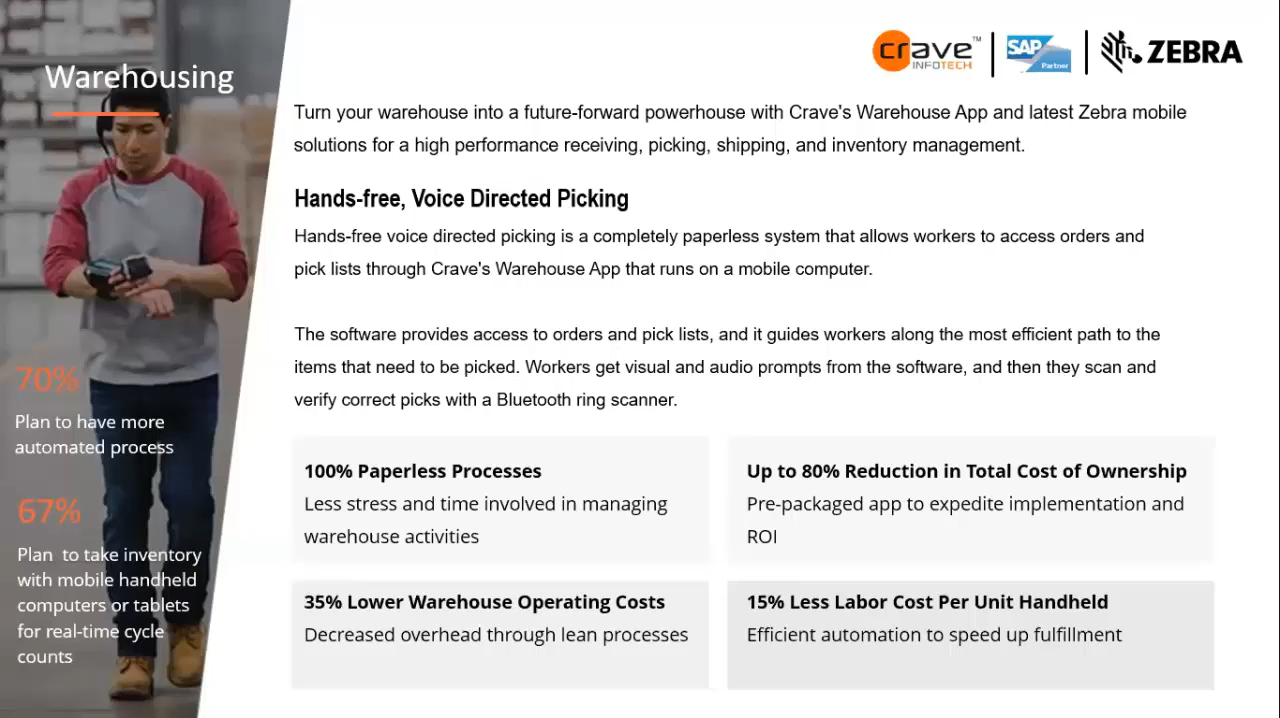 Warehousing
crave™
INFOTECH
SAP
Partner
ZEBRA
Turn your warehouse into a future-forward powerhouse with Crave's Warehouse App and latest Zebra mobile
solutions for a high performance receiving, picking, shipping, and inventory management.
Hands-free, Voice Directed Picking
Hands-free voice directed picking is a completely paperless system that allows workers to access orders and
pick lists through Crave's Warehouse App that runs on a mobile computer.
The software provides access to orders and pick lists, and it guides workers along the most efficient path to the
items that need to be picked. Workers get visual and audio prompts from the software, and then they scan and
verify correct picks with a Bluetooth ring scanner.
70%
Plan to have more
automated process
67%
Plan to take inventory
with mobile handheld
computers or tablets
for real-time cycle
counts
100% Paperless Processes
Less stress and time involved in managing
warehouse activities
Up to 80% Reduction in Total Cost of Ownership
Pre-packaged app to expedite implementation and
ROI
35% Lower Warehouse Operating Costs
Decreased overhead through lean processes
15% Less Labor Cost Per Unit Handheld
Efficient automation to speed up fulfillment